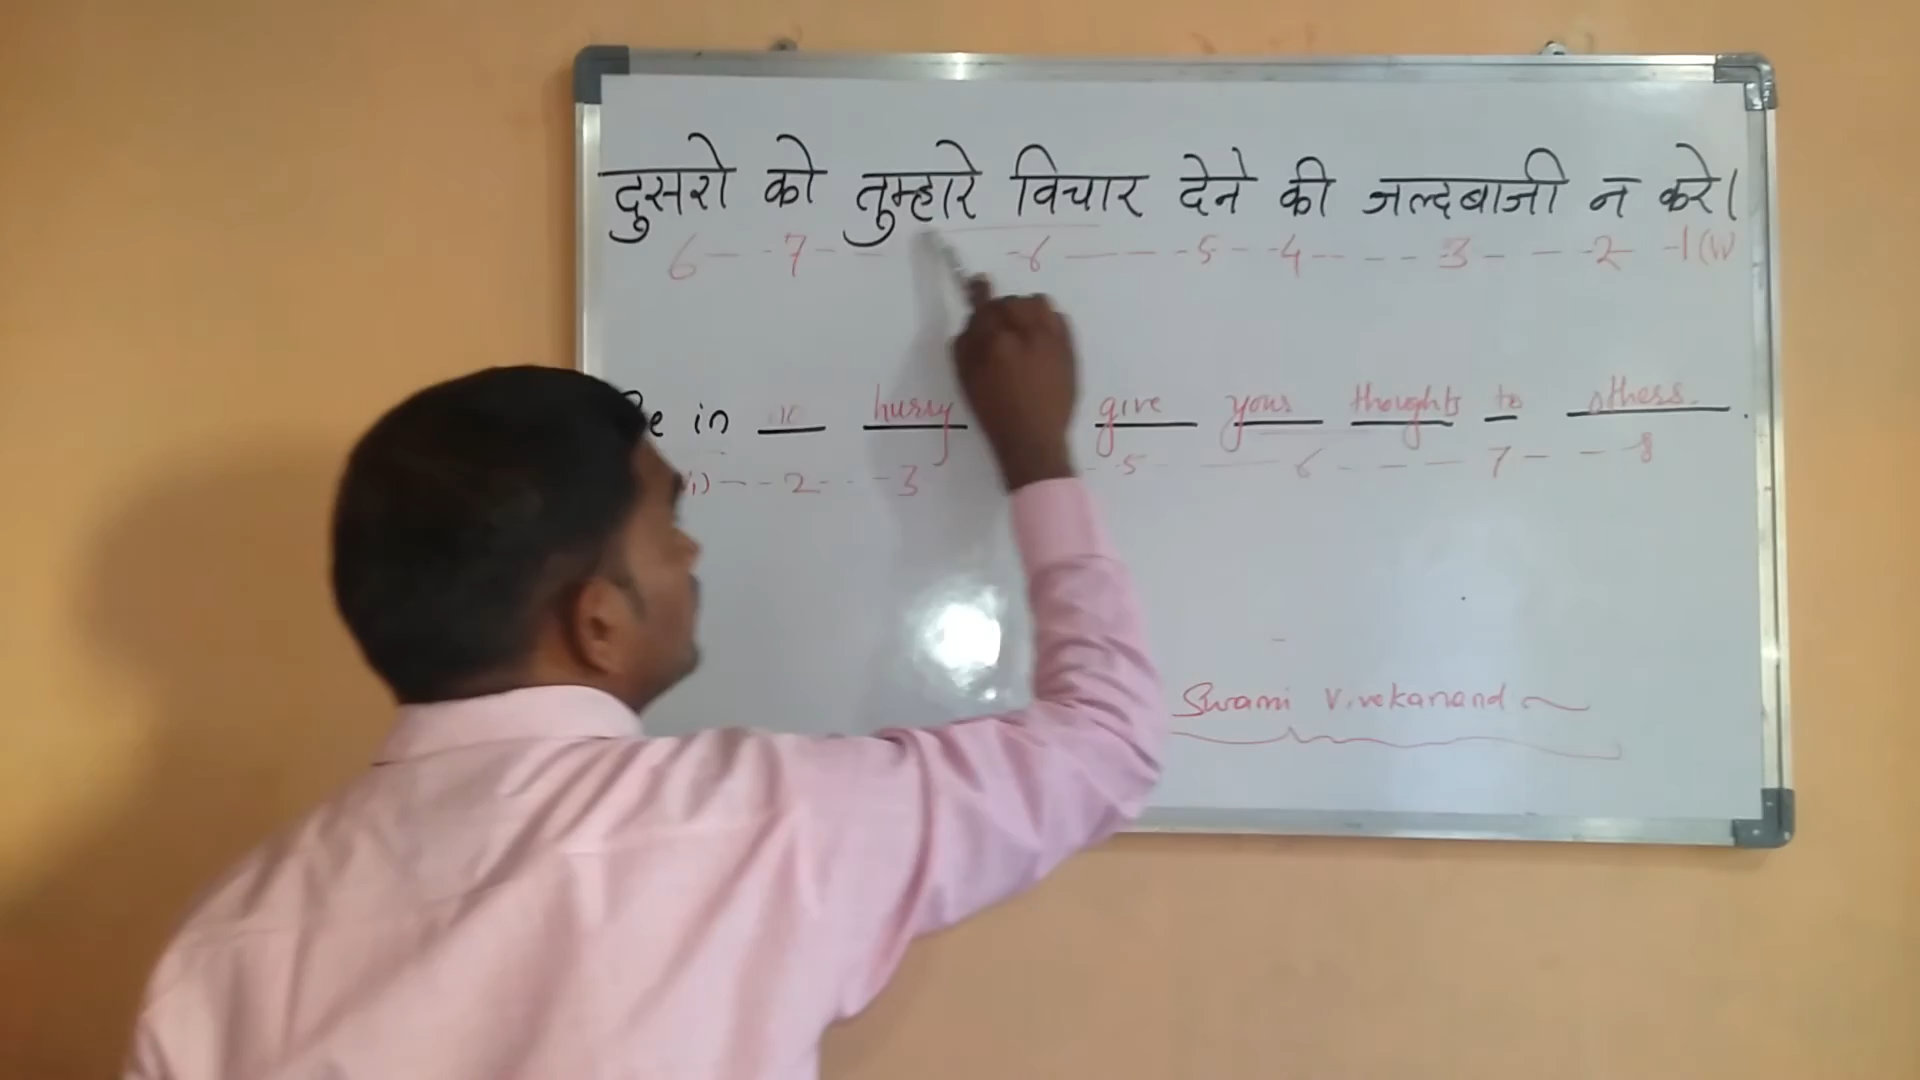 दुसरो को तुम्हारे विचार देने की जल्दबाजी न करे।
6 - - 7 - - - 6 - - - 5 - - 4 - - - - 3 - - 2 - 1 (V
in no hurry give your thoughts to others.
- - 2 - - - 3 - 5 - - 6 - - - 7 - - 8
Swami Vivekanand